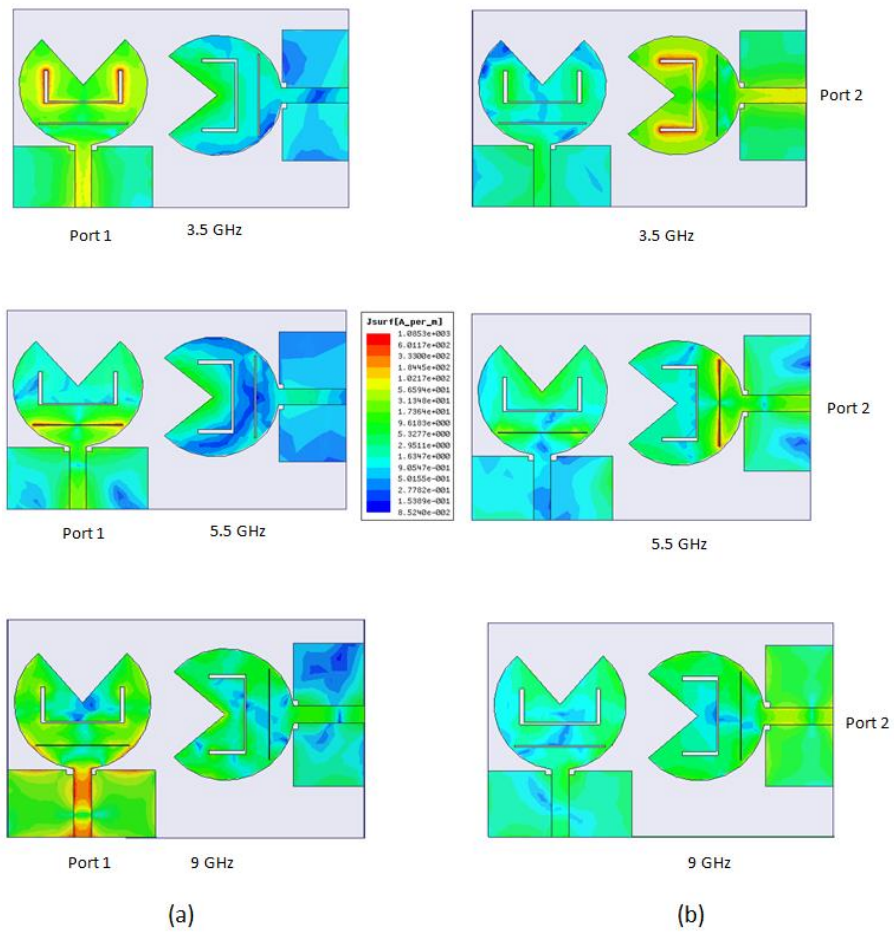 Port 2
Port 1
3.5 GHz
3.5 GHz
Jsurf[A_per_m]
1.0853e+003
6.0117e+002
3.3300e+002
1.8445e+002
1.0217e+002
5.6594e+001
3.1348e+001
1.7364e+001
9.6183e+000
5.3277e+000
2.9511e+000
1.6347e+000
9.0547e-001
5.0155e-001
2.7782e-001
1.5389e-001
8.5240e-002
Port 2
Port 1
5.5 GHz
5.5 GHz
Port 2
Port 1
9 GHz
9 GHz
(a)
(b)